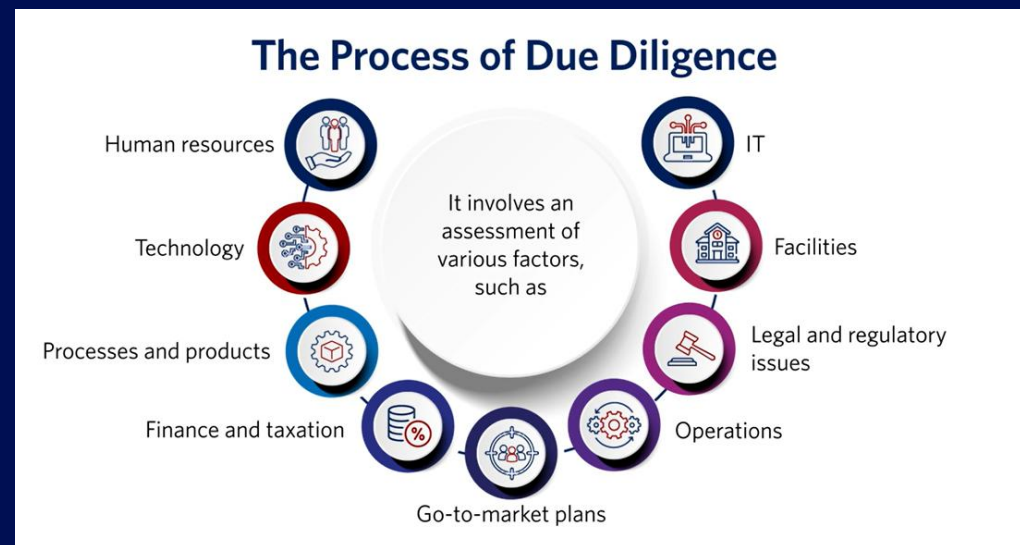 The Process of Due Diligence
Human resources
Technology
Processes and products
Finance and taxation
Go-to-market plans
It involves an
assessment of
various factors,
such as
IT
Facilities
Legal and regulatory
issues
Operations
%